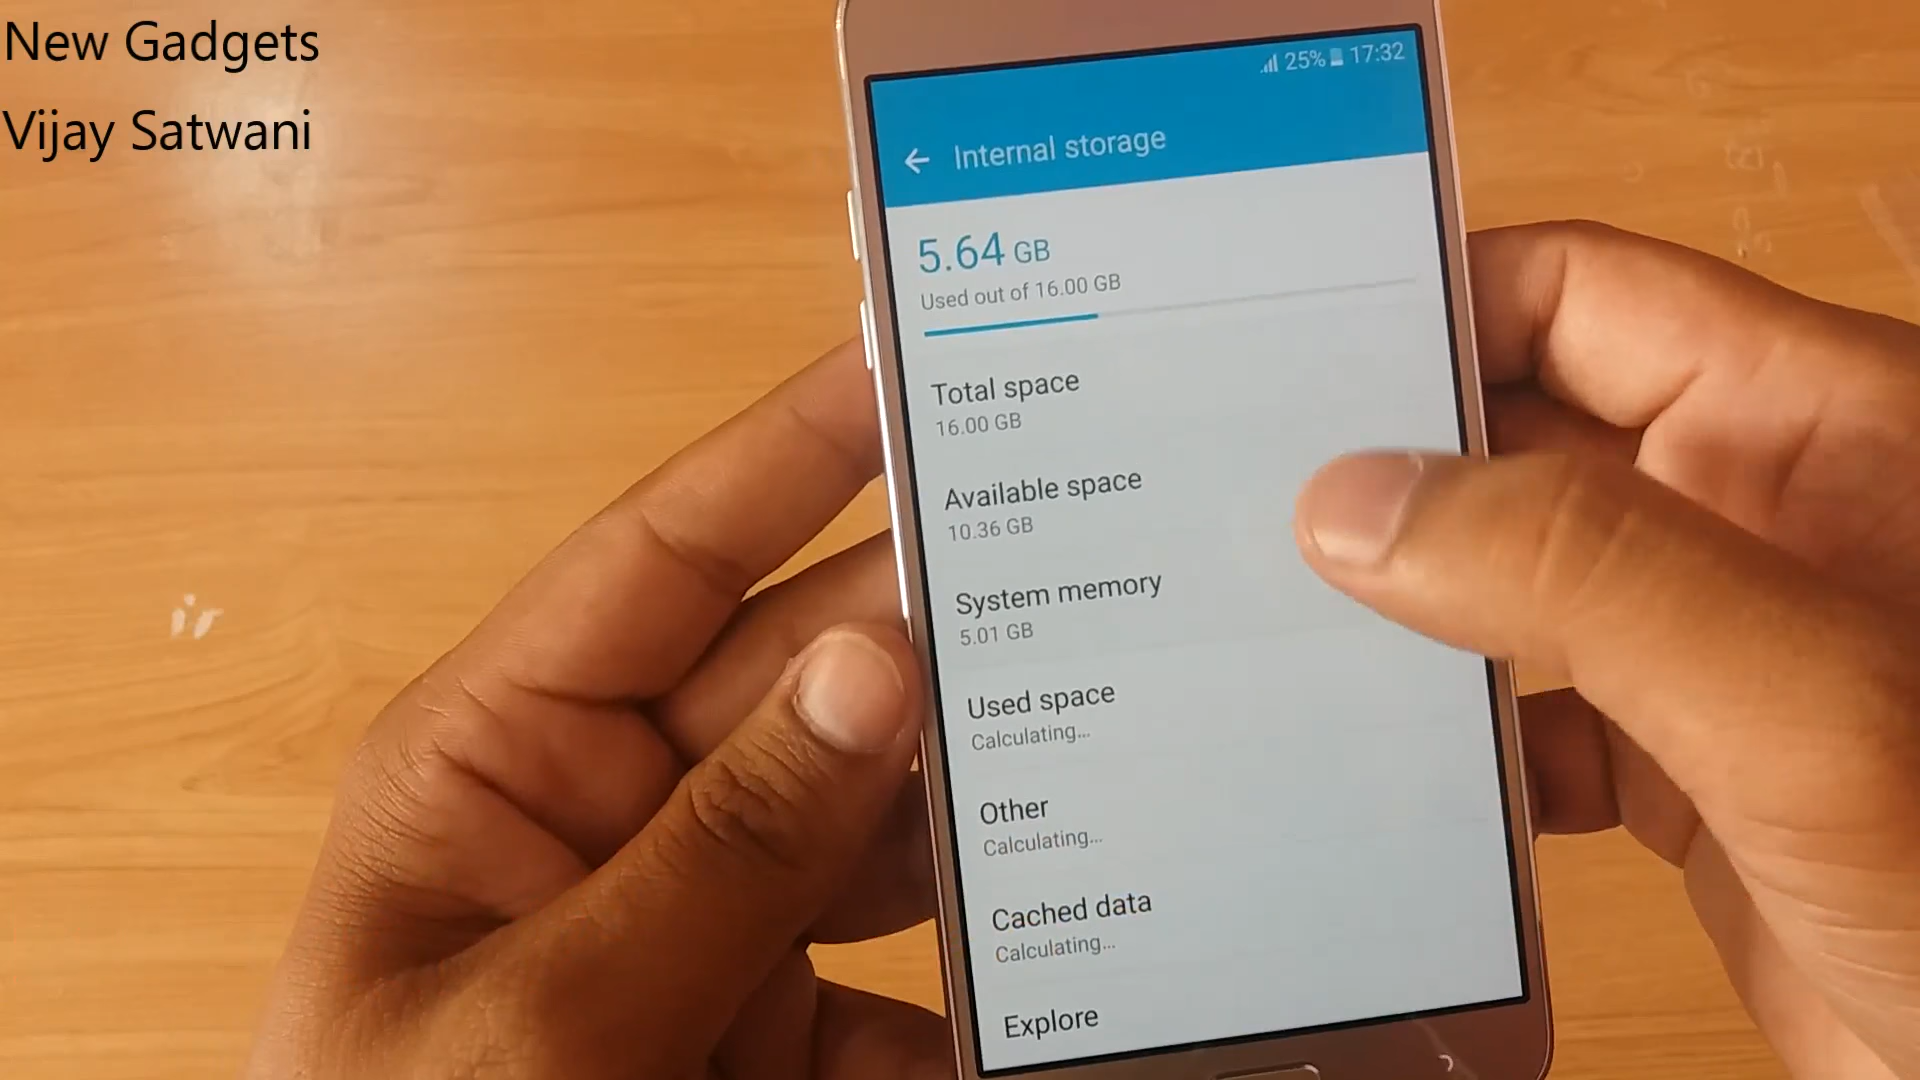 New Gadgets
Vijay Satwani
25% 17:32
Internal storage
5.64 GB
Used out of 16.00 GB
Total space
16.00 GB
Available space
10.36 GB
System memory
5.01 GB
Used space
Calculating...
Other
Calculating...
Cached data
Calculating...
Explore